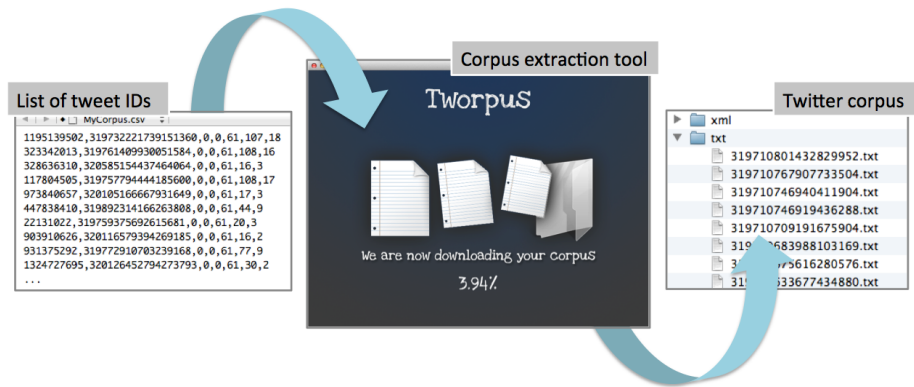 List of tweet IDs
MyCorpus.csv
1195139502,319732221739151360,0,0,61,107,18
323342013,319761409930051584,0,0,61,108,16
328636310,320585154437464064,0,0,61,16,3
117804505,319757794444185600,0,0,61,108,17
973840657,320105166667931649,0,0,61,17,3
447838410,319892314166263808,0,0,61,44,9
22131022,319759375692615681,0,0,61,20,3
903910626,320116579394269185,0,0,61,16,2
931375292,319772910703239168,0,0,61,77,9
1324727695,320126452794273793,0,0,61,30,2
...
Corpus extraction tool
Tworpus
We are now downloading your corpus
3.94%
Twitter corpus
xml
txt
319710801432829952.txt
319710767907733504.txt
319710746940411904.txt
319710746919436288.txt
319710709191675904.txt